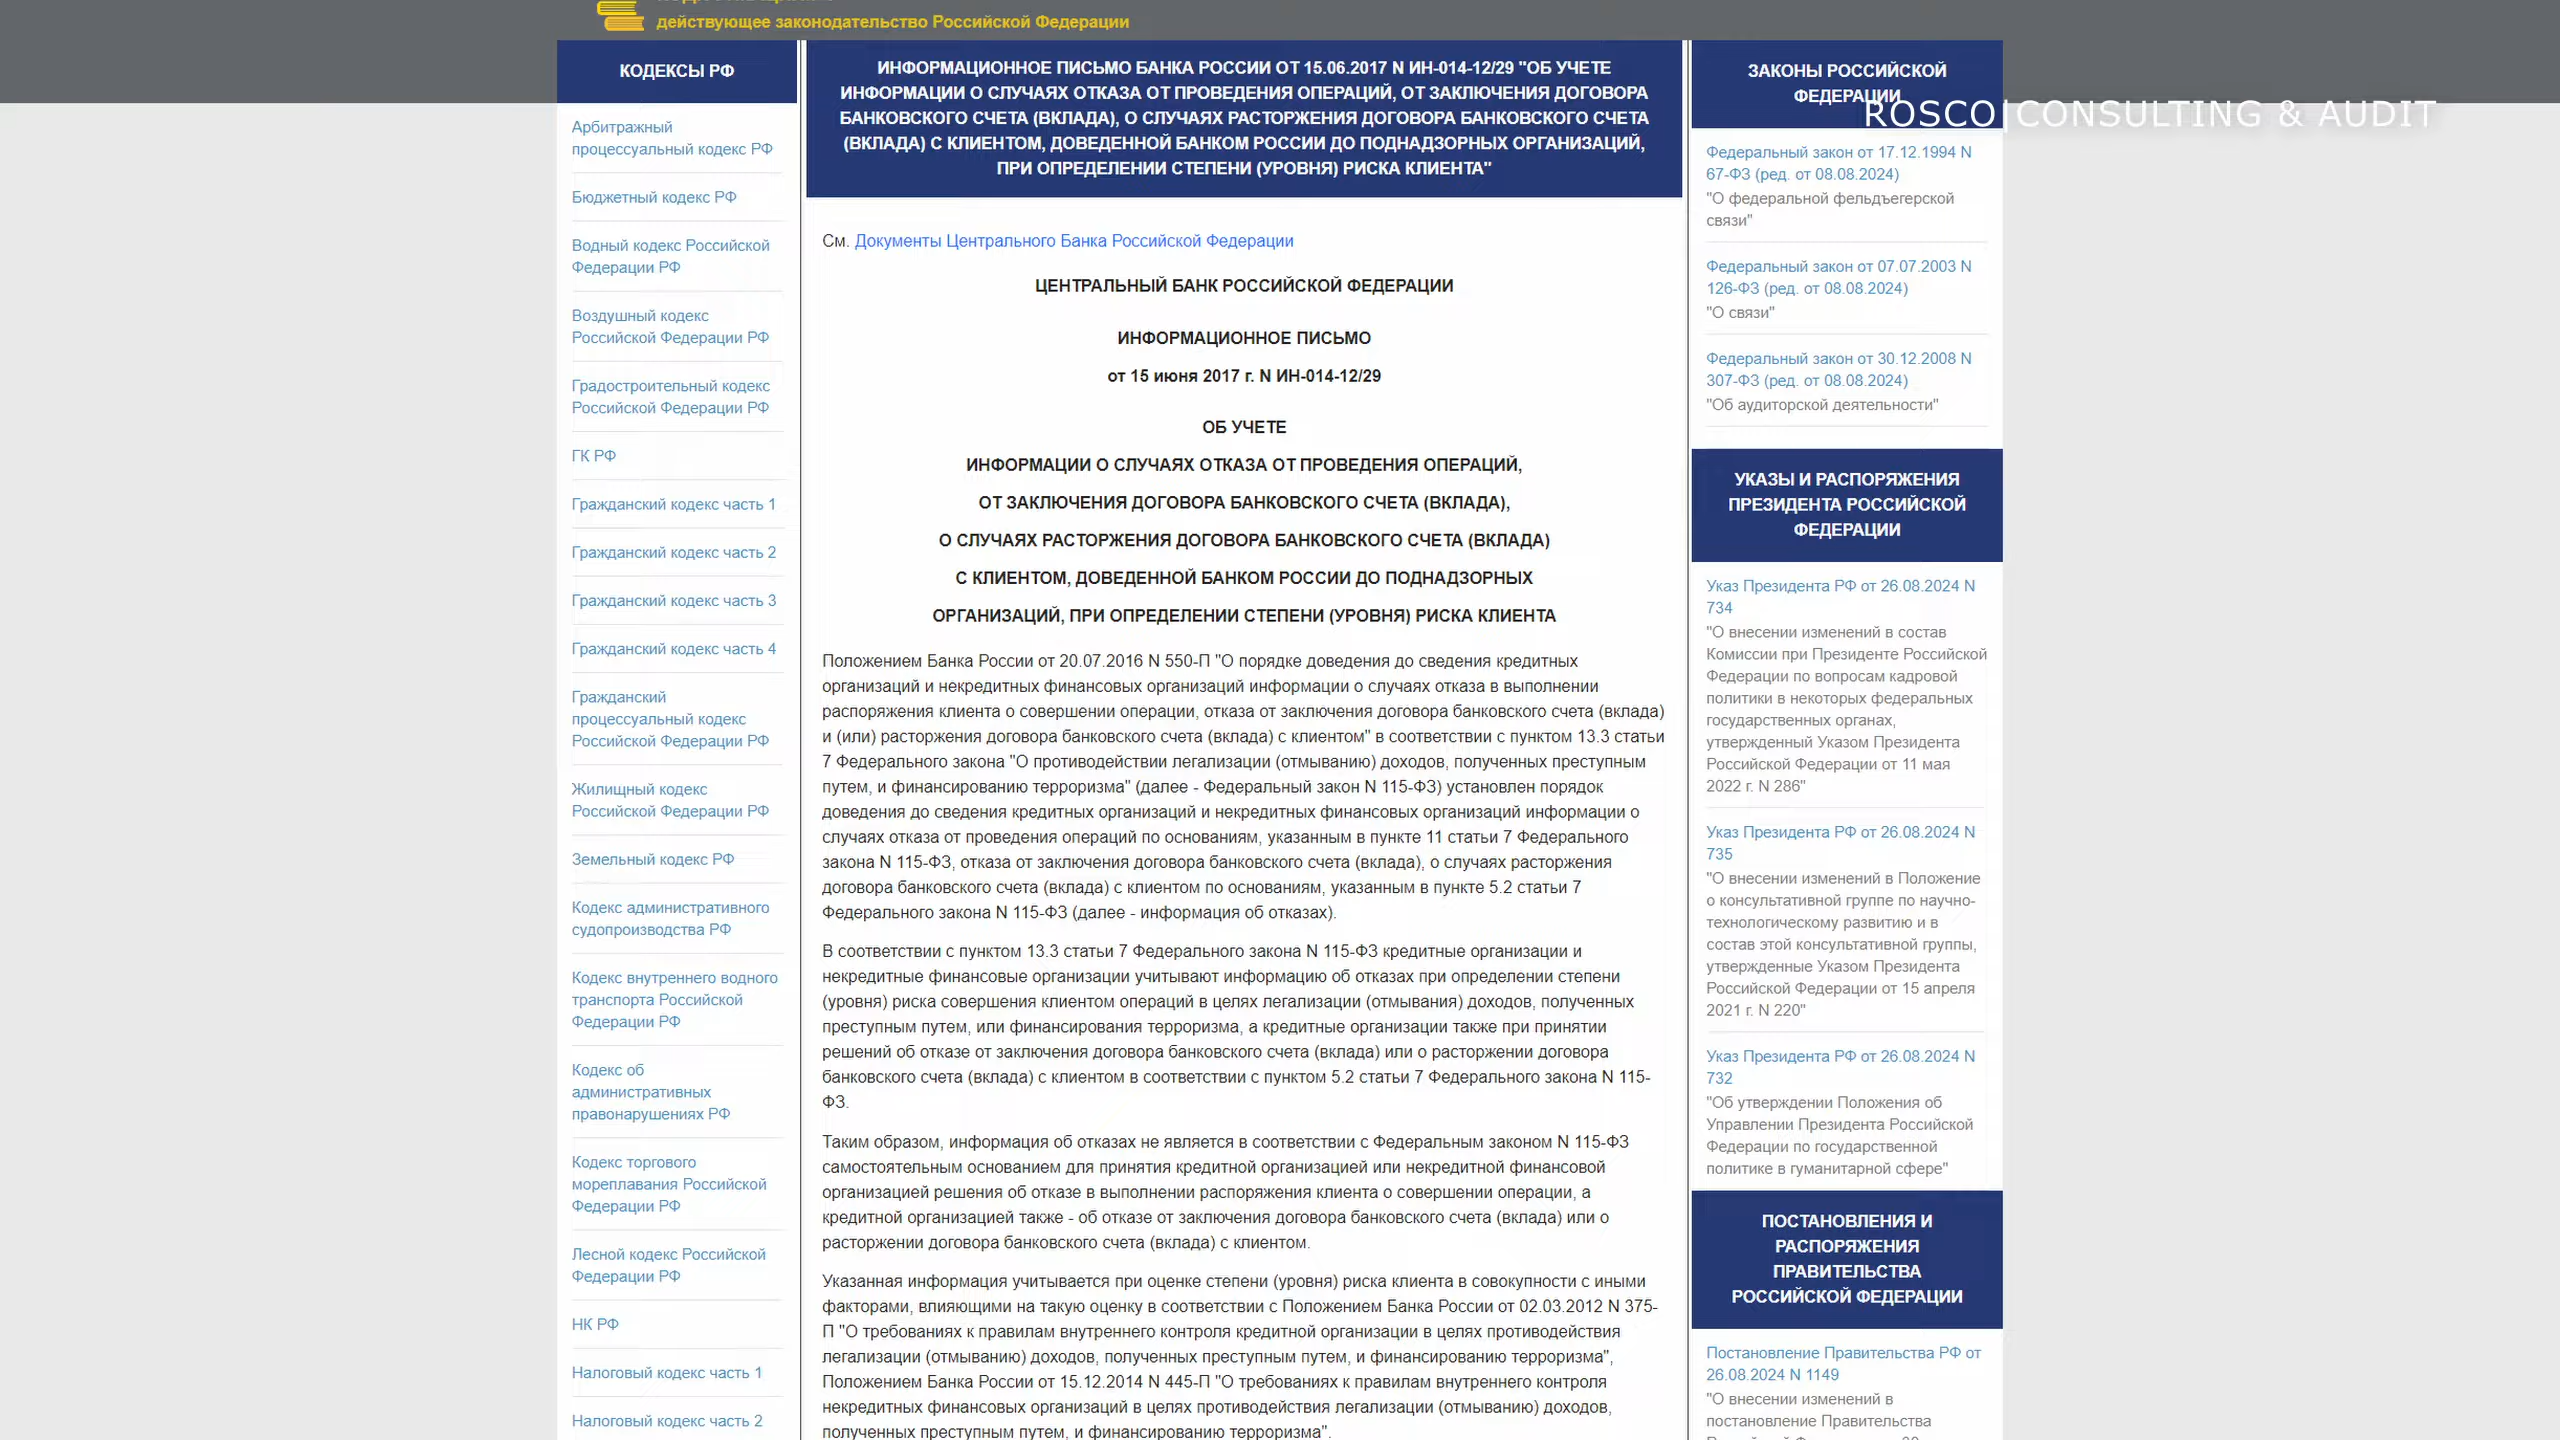 действующее законодательство Российской Федерации
ROSCO|CONSULTING & AUDIT
КОДЕКСЫ РФ
Арбитражный
процессуальный кодекс РФ
Бюджетный кодекс РФ
Водный кодекс Российской
Федерации РФ
Воздушный кодекс
Российской Федерации РФ
Градостроительный кодекс
Российской Федерации РФ
ГК РФ
Гражданский кодекс часть 1
Гражданский кодекс часть 2
Гражданский кодекс часть 3
Гражданский кодекс часть 4
Гражданский
процессуальный кодекс
Российской Федерации РФ
Жилищный кодекс
Российской Федерации РФ
Земельный кодекс РФ
Кодекс административного
судопроизводства РФ
Кодекс внутреннего водного
транспорта Российской
Федерации РФ
Кодекс об
административных
правонарушениях РФ
Кодекс торгового
мореплавания Российской
Федерации РФ
Лесной кодекс Российской
Федерации РФ
НК РФ
Налоговый кодекс часть 1
Налоговый кодекс часть 2
ИНФОРМАЦИОННОЕ ПИСЬМО БАНКА РОССИИ ОТ 15.06.2017 N ИН-014-12/29 "ОБ УЧЕТЕ
ИНФОРМАЦИИ О СЛУЧАЯХ ОТКАЗА ОТ ПРОВЕДЕНИЯ ОПЕРАЦИЙ, ОТ ЗАКЛЮЧЕНИЯ ДОГОВОРА
БАНКОВСКОГО СЧЕТА (ВКЛАДА), О СЛУЧАЯХ РАСТОРЖЕНИЯ ДОГОВОРА БАНКОВСКОГО СЧЕТА
(ВКЛАДА) С КЛИЕНТОМ, ДОВЕДЕННОЙ БАНКОМ РОССИИ ДО ПОДНАДЗОРНЫХ ОРГАНИЗАЦИЙ,
ПРИ ОПРЕДЕЛЕНИИ СТЕПЕНИ (УРОВНЯ) РИСКА КЛИЕНТА"
См. Документы Центрального Банка Российской Федерации
ЦЕНТРАЛЬНЫЙ БАНК РОССИЙСКОЙ ФЕДЕРАЦИИ
ИНФОРМАЦИОННОЕ ПИСЬМО
от 15 июня 2017 г. N ИН-014-12/29
ОБ УЧЕТЕ
ИНФОРМАЦИИ О СЛУЧАЯХ ОТКАЗА ОТ ПРОВЕДЕНИЯ ОПЕРАЦИЙ,
ОТ ЗАКЛЮЧЕНИЯ ДОГОВОРА БАНКОВСКОГО СЧЕТА (ВКЛАДА),
О СЛУЧАЯХ РАСТОРЖЕНИЯ ДОГОВОРА БАНКОВСКОГО СЧЕТА (ВКЛАДА)
С КЛИЕНТОМ, ДОВЕДЕННОЙ БАНКОМ РОССИИ ДО ПОДНАДЗОРНЫХ
ОРГАНИЗАЦИЙ, ПРИ ОПРЕДЕЛЕНИИ СТЕПЕНИ (УРОВНЯ) РИСКА КЛИЕНТА
Положением Банка России от 20.07.2016 N 550-П "О порядке доведения до сведения кредитных
организаций и некредитных финансовых организаций информации о случаях отказа в выполнении
распоряжения клиента о совершении операции, отказа от заключения договора банковского счета (вклада)
и (или) расторжения договора банковского счета (вклада) с клиентом" в соответствии с пунктом 13.3 статьи
7 Федерального закона "О противодействии легализации (отмыванию) доходов, полученных преступным
путем, и финансированию терроризма" (далее - Федеральный закон N 115-ФЗ) установлен порядок
доведения до сведения кредитных организаций и некредитных финансовых организаций информации о
случаях отказа от проведения операций по основаниям, указанным в пункте 11 статьи 7 Федерального
закона N 115-ФЗ, отказа от заключения договора банковского счета (вклада), о случаях расторжения
договора банковского счета (вклада) с клиентом по основаниям, указанным в пункте 5.2 статьи 7
Федерального закона N 115-ФЗ (далее - информация об отказах).
В соответствии с пунктом 13.3 статьи 7 Федерального закона N 115-ФЗ кредитные организации и
некредитные финансовые организации учитывают информацию об отказах при определении степени
(уровня) риска совершения клиентом операций в целях легализации (отмывания) доходов, полученных
преступным путем, или финансирования терроризма, а кредитные организации также при принятии
решений об отказе от заключения договора банковского счета (вклада) или о расторжении договора
банковского счета (вклада) с клиентом в соответствии с пунктом 5.2 статьи 7 Федерального закона N 115-
ФЗ.
Таким образом, информация об отказах не является в соответствии с Федеральным законом N 115-ФЗ
самостоятельным основанием для принятия кредитной организацией или некредитной финансовой
организацией решения об отказе в выполнении распоряжения клиента о совершении операции, а
кредитной организацией также - об отказе от заключения договора банковского счета (вклада) или о
расторжении договора банковского счета (вклада) с клиентом.
Указанная информация учитывается при оценке степени (уровня) риска клиента в совокупности с иными
факторами, влияющими на такую оценку в соответствии с Положением Банка России от 02.03.2012 N 375-
П "О требованиях к правилам внутреннего контроля кредитной организации в целях противодействия
легализации (отмыванию) доходов, полученных преступным путем, и финансированию терроризма",
Положением Банка России от 15.12.2014 N 445-П "О требованиях к правилам внутреннего контроля
некредитных финансовых организаций в целях противодействия легализации (отмыванию) доходов,
полученных преступным путем, и финансированию терроризма".
ЗАКОНЫ РОССИЙСКОЙ
ФЕДЕРАЦИИ
Федеральный закон от 17.12.1994 N
67-ФЗ (ред. от 08.08.2024)
"О федеральной фельдъегерской
связи"
Федеральный закон от 07.07.2003 N
126-ФЗ (ред. от 08.08.2024)
"О связи"
Федеральный закон от 30.12.2008 N
307-ФЗ (ред. от 08.08.2024)
"Об аудиторской деятельности"
УКАЗЫ И РАСПОРЯЖЕНИЯ
ПРЕЗИДЕНТА РОССИЙСКОЙ
ФЕДЕРАЦИИ
Указ Президента РФ от 26.08.2024 N
734
"О внесении изменений в состав
Комиссии при Президенте Российской
Федерации по вопросам кадровой
политики в некоторых федеральных
государственных органах,
утвержденный Указом Президента
Российской Федерации от 11 мая
2022 г. N 286"
Указ Президента РФ от 26.08.2024 N
735
"О внесении изменений в Положение
о консультативной группе по научно-
технологическому развитию и в
состав этой консультативной группы,
утвержденные Указом Президента
Российской Федерации от 15 апреля
2021 г. N 220"
Указ Президента РФ от 26.08.2024 N
732
"Об утверждении Положения об
Управлении Президента Российской
Федерации по государственной
политике в гуманитарной сфере"
ПОСТАНОВЛЕНИЯ И
РАСПОРЯЖЕНИЯ
ПРАВИТЕЛЬСТВА
РОССИЙСКОЙ ФЕДЕРАЦИИ
Постановление Правительства РФ от
26.08.2024 N 1149
"О внесении изменений в
постановление Правительства